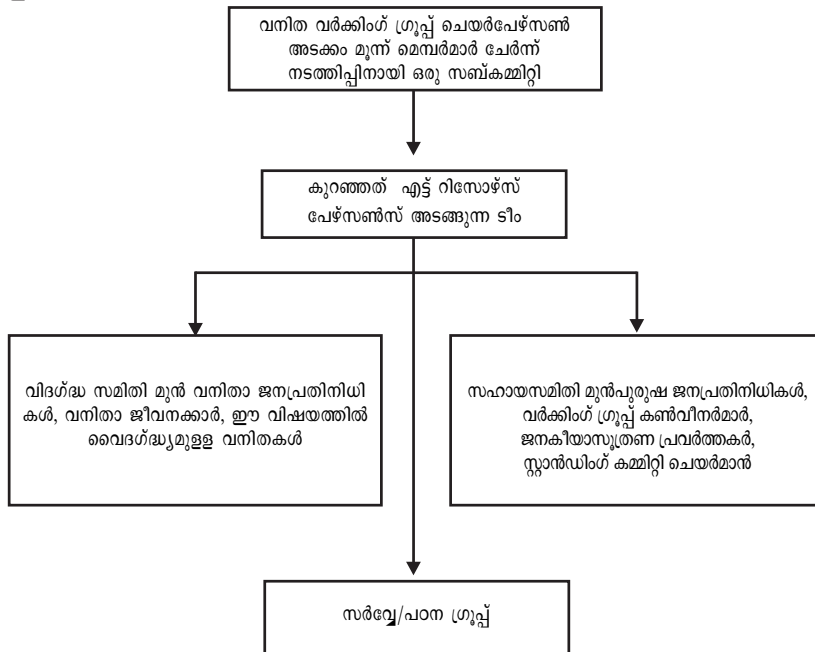 വനിത വർക്കിംഗ് ഗ്രൂപ്പ് ചെയർപേഴ്സൺ
അടക്കം മൂന്ന് മെമ്പർമാർ ചേർന്ന്
നടത്തിപ്പിനായി ഒരു സബ്കമ്മിറ്റി
കുറഞ്ഞത് എട്ട് റിസോഴ്സ്
പേഴ്സൺസ് അടങ്ങുന്ന ടീം
വിദഗ്ദ്ധ സമിതി മുൻ വനിതാ ജനപ്രതിനിധി
കൾ, വനിതാ ജീവനക്കാർ, ഈ വിഷയത്തിൽ
വൈദഗ്ദ്ധ്യമുളള വനിതകൾ
സഹായസമിതി മുൻപുരുഷ ജനപ്രതിനിധികൾ,
വർക്കിംഗ് ഗ്രൂപ്പ് കൺവീനർമാർ,
ജനകീയാസൂത്രണ പ്രവർത്തകർ,
സ്റ്റാൻഡിംഗ് കമ്മിറ്റി ചെയർമാൻ
സർവ്വേ/പഠന ഗ്രൂപ്പ്